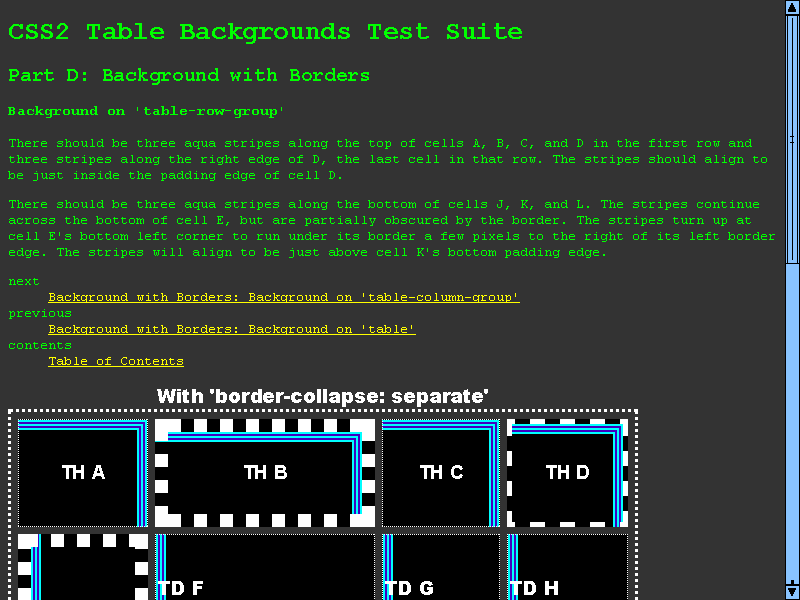 CSS2 Table Backgrounds Test Suite
Part D: Background with Borders
Background on 'table-row-group'
There should be three aqua stripes along the top of cells A, B, C, and D in the first row and
three stripes along the right edge of D, the last cell in that row. The stripes should align to
be just inside the padding edge of cell D.
There should be three aqua stripes along the bottom of cells J, K, and L. The stripes continue
across the bottom of cell E, but are partially obscured by the border. The stripes turn up at
cell E's bottom left corner to run under its border a few pixels to the right of its left border
edge. The stripes will align to be just above cell K's bottom padding edge.
next
Background with Borders: Background on 'table-column-group'
previous
Background with Borders: Background on 'table'
contents
Table of Contents
With 'border-collapse: separate'
TH A TH B TH C TH D
TD F TD G TD H